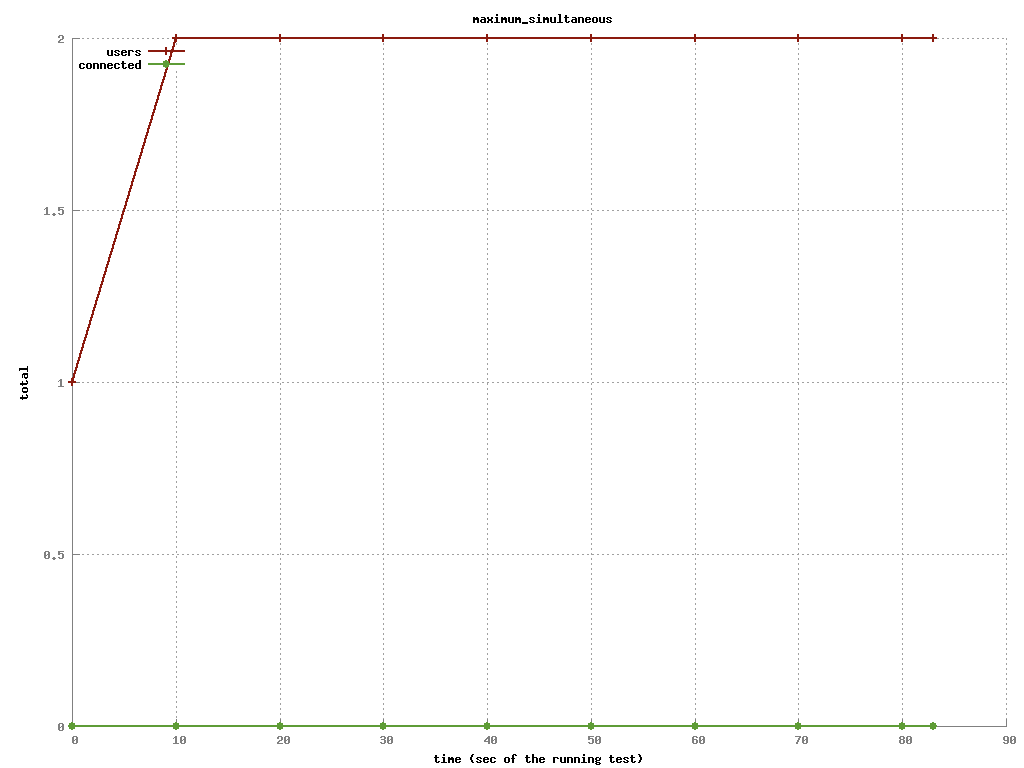 maximum_simultaneous
users
connected
2
1.5
1
0.5
0
total
0 10 20 30 40 50 60 70 80 90
time (sec of the running test)